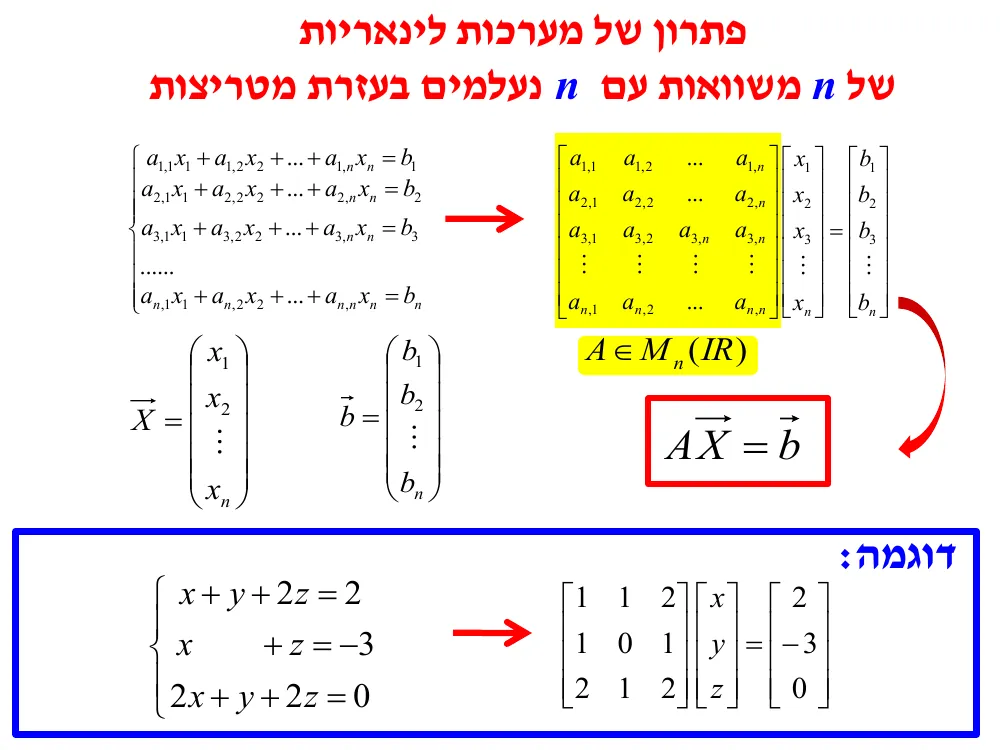 פתרון של מערכות לינאריות
של n משוואות עם n נעלמים בעזרת מטריצות
a₁,₁x₁ + a₁,₂x₂ + ... + a₁,ₙxₙ = b₁
a₂,₁x₁ + a₂,₂x₂ + ... + a₂,ₙxₙ = b₂
a₃,₁x₁ + a₃,₂x₂ + ... + a₃,ₙxₙ = b₃
......
aₙ,₁x₁ + aₙ,₂x₂ + ... + aₙ,ₙxₙ = bₙ
a₁,₁ a₁,₂ ... a₁,ₙ x₁ b₁
a₂,₁ a₂,₂ ... a₂,ₙ x₂ b₂
a₃,₁ a₃,₂ a₃,ₙ a₃,ₙ x₃ = b₃
⋮ ⋮ ⋮ ⋮ ⋮ ⋮
aₙ,₁ aₙ,₂ ... aₙ,ₙ xₙ bₙ
A ∈ Mₙ(IR)
X⃗ = (x₁ x₂ ⋮ xₙ)
b⃗ = (b₁ b₂ ⋮ bₙ)
AX⃗ = b⃗
דוגמה:
x + y + 2z = 2
x + z = −3
2x + y + 2z = 0
1 1 2 x 2
1 0 1 y = −3
2 1 2 z 0